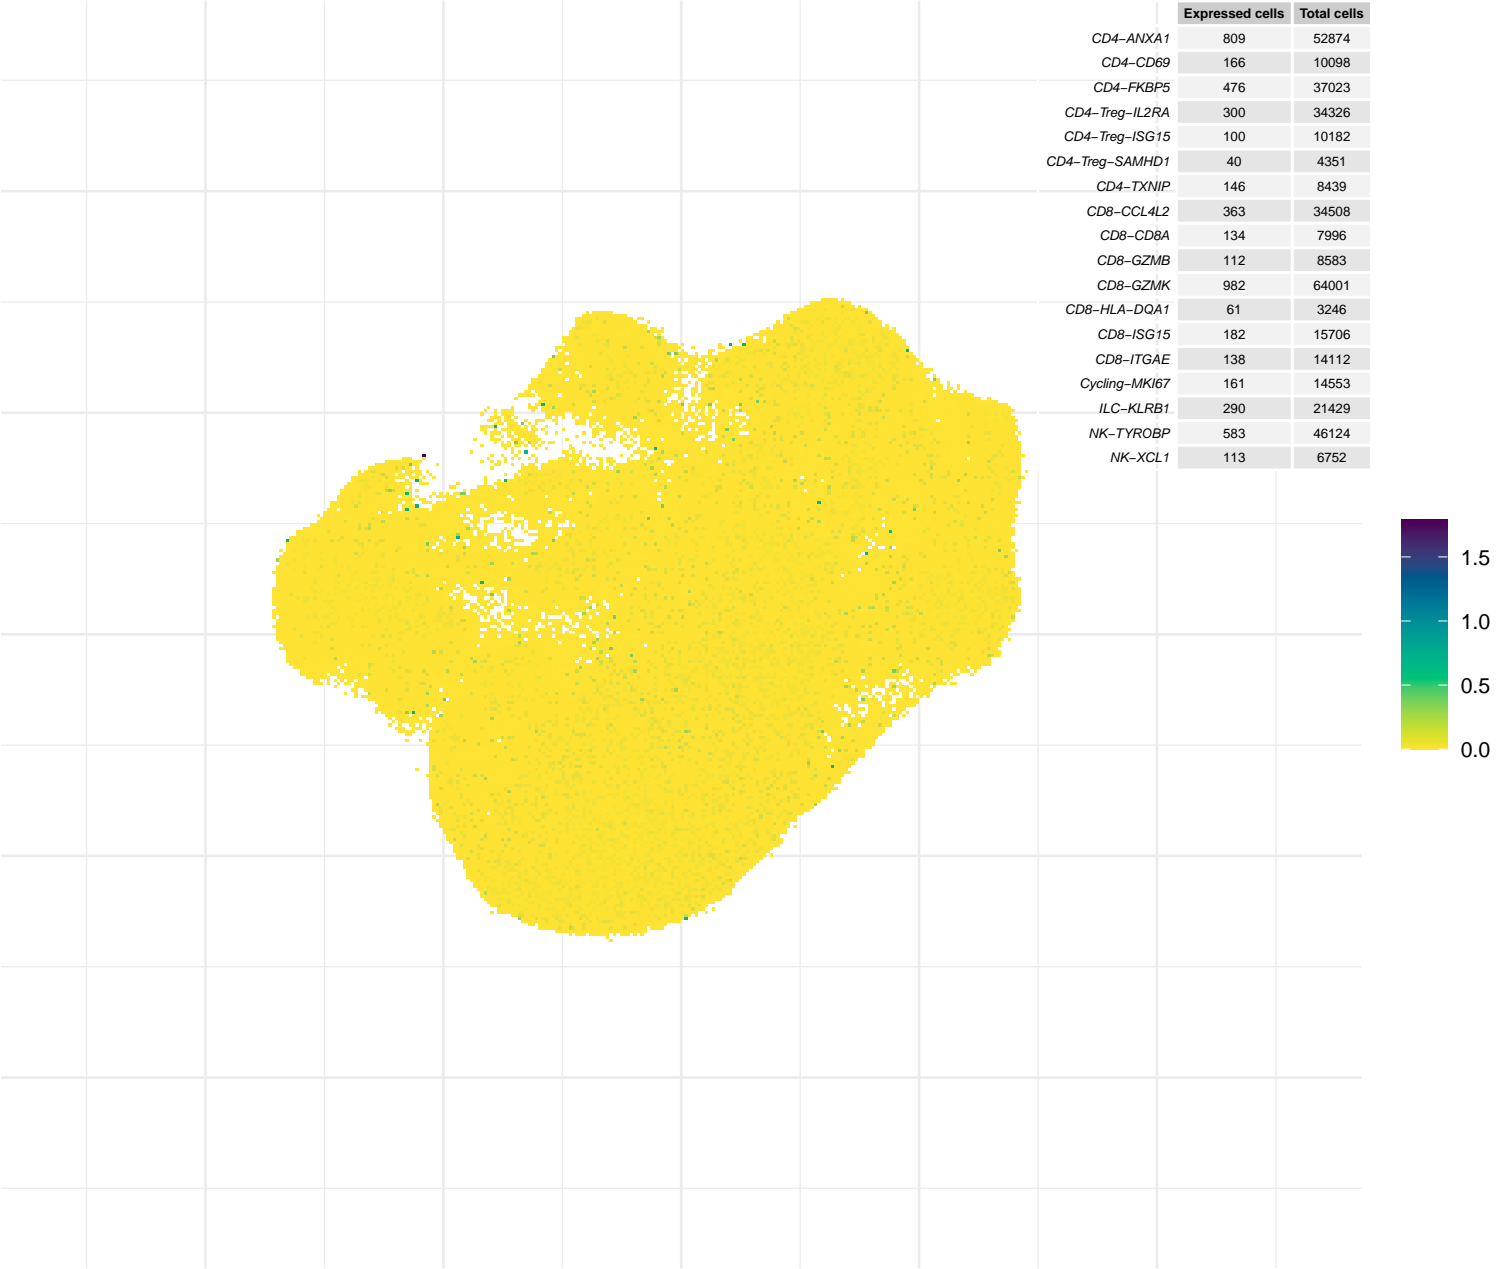 Expressed cells Total cells
CD4−ANXA1 809 52874
CD4−CD69 166 10098
CD4−FKBP5 476 37023
CD4−Treg−IL2RA 300 34326
CD4−Treg−ISG15 100 10182
CD4−Treg−SAMHD1 40 4351
CD4−TXNIP 146 8439
CD8−CCL4L2 363 34508
CD8−CD8A 134 7996
CD8−GZMB 112 8583
CD8−GZMK 982 64001
CD8−HLA−DQA1 61 3246
CD8−ISG15 182 15706
CD8−ITGAE 138 14112
Cycling−MKI67 161 14553
ILC−KLRB1 290 21429
NK−TYROBP 583 46124
NK−XCL1 113 6752
1.5
1.0
0.5
0.0